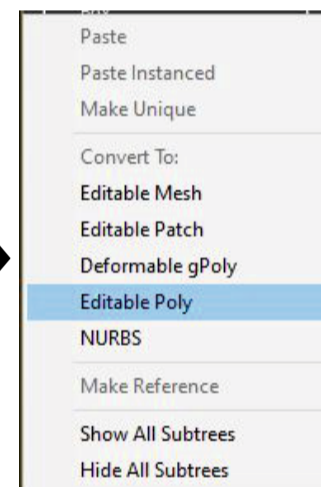 Paste
Paste Instanced
Make Unique
Convert To:
Editable Mesh
Editable Patch
Deformable gPoly
Editable Poly
NURBS
Make Reference
Show All Subtrees
Hide All Subtrees